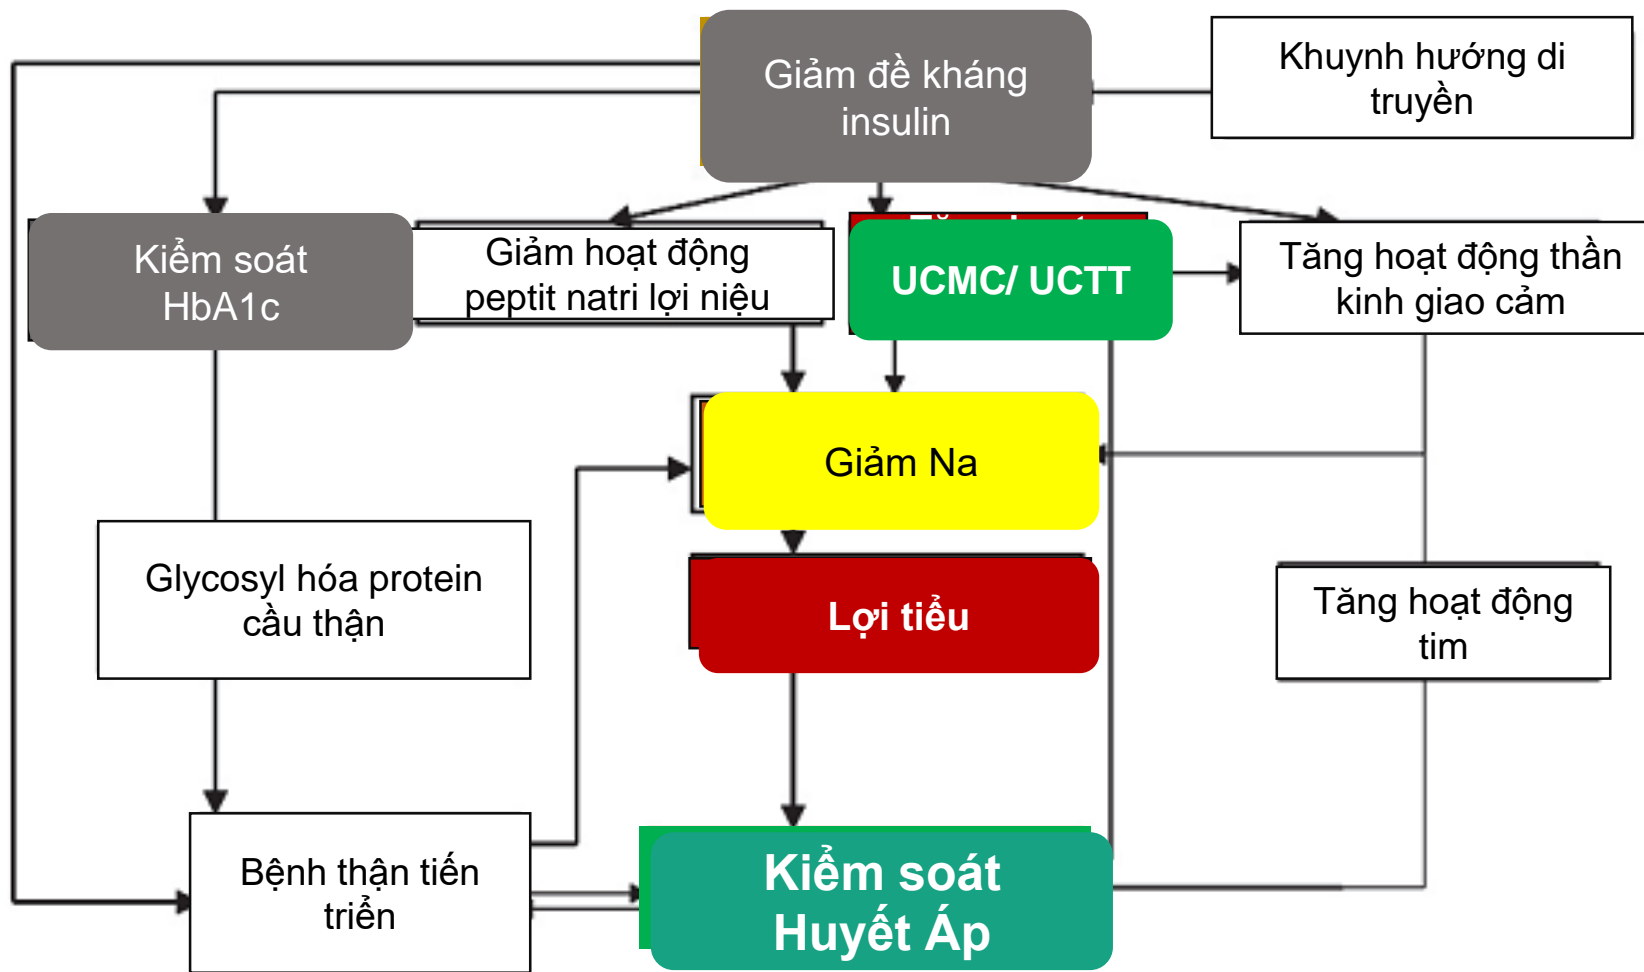 Giảm đề kháng
insulin
Khuynh hướng di
truyền
Kiểm soát
HbA1c
Giảm hoạt động
peptit natri lợi niệu
UCMC/ UCTT
Tăng hoạt động thần
kinh giao cảm
Giảm Na
Glycosyl hóa protein
cầu thận
Lợi tiểu
Tăng hoạt động
tim
Bệnh thận tiến
triển
Kiểm soát
Huyết Áp